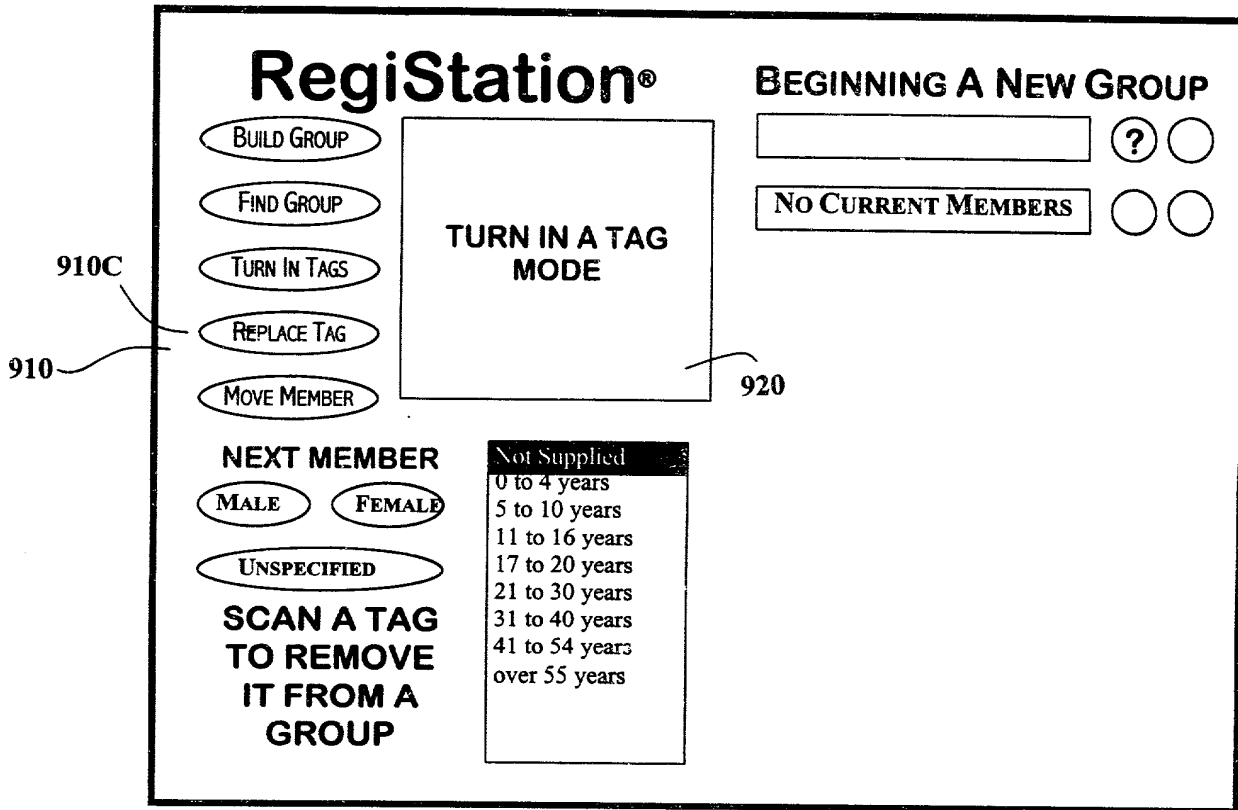 RegiStation®
BUILD GROUP
FIND GROUP
TURN IN TAGS
REPLACE TAG
MOVE MEMBER
910C
910
TURN IN A TAG
MODE
920
BEGINNING A NEW GROUP
?
NO CURRENT MEMBERS
NEXT MEMBER
MALE
FEMALE
UNSPECIFIED
SCAN A TAG
TO REMOVE
IT FROM A
GROUP
Not Supplied
0 to 4 years
5 to 10 years
11 to 16 years
17 to 20 years
21 to 30 years
31 to 40 years
41 to 54 years
over 55 years